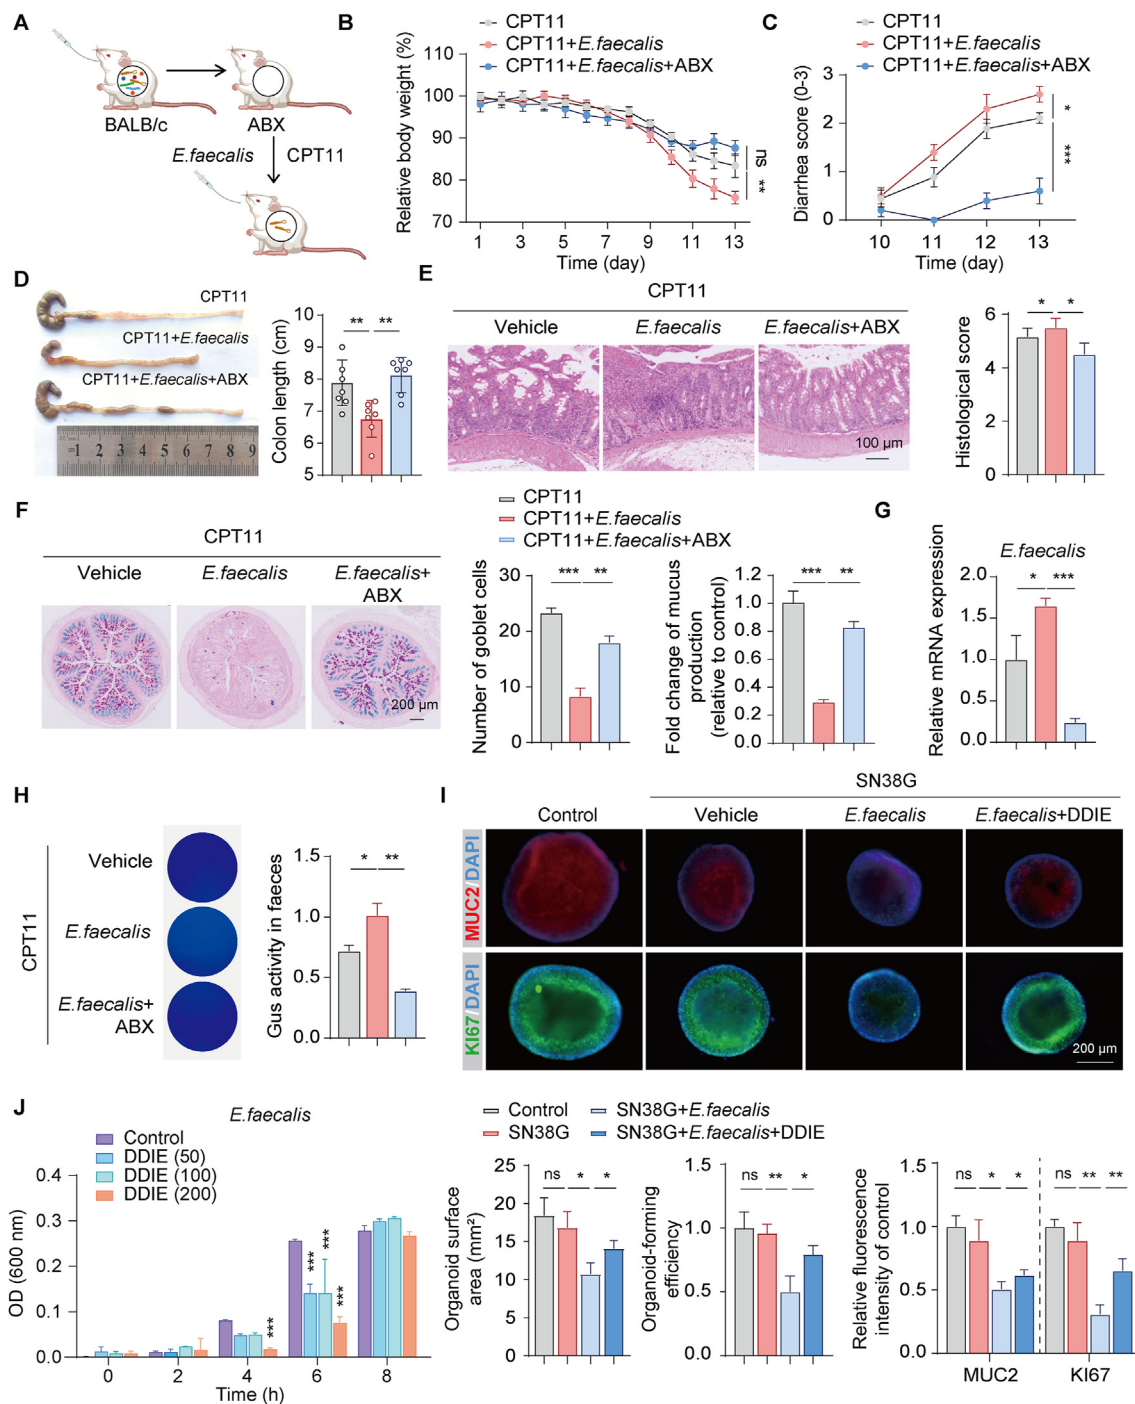 A
BALB/c
ABX
E.faecalis
CPT11
B
CPT11
CPT11+E.faecalis
CPT11+E.faecalis+ABX
Relative body weight (%)
110
100
90
80
70
1 3 5 7 9 11 13
Time (day)
ns
**
C
CPT11
CPT11+E.faecalis
CPT11+E.faecalis+ABX
Diarrhea score (0-3)
3
2
1
0
10 11 12 13
Time (day)
*
***
D
CPT11
CPT11+E.faecalis
CPT11+E.faecalis+ABX
1 2 3 4 5 6 7 8 9
Colon length (cm)
10
9
8
7
6
5
** **
E
CPT11
Vehicle
E.faecalis
E.faecalis+ABX
100 µm
Histological score
6
4
2
0
* *
F
CPT11
Vehicle
E.faecalis
E.faecalis+
ABX
200 µm
CPT11
CPT11+E.faecalis
CPT11+E.faecalis+ABX
Number of goblet cells
30
20
10
0
*** **
Fold change of mucus
production
(relative to control)
1.2
1.0
0.8
0.6
0.4
0.2
0.0
*** **
G
E.faecalis
Relative mRNA expression
2.0
1.5
1.0
0.5
0.0
* ***
H
CPT11
Vehicle
E.faecalis
E.faecalis+
ABX
Gus activity in faeces
1.5
1.0
0.5
0.0
* **
I
SN38G
Control
Vehicle
E.faecalis
E.faecalis+DDIE
MUC2/DAPI
KI67/DAPI
200 µm
J
E.faecalis
Control
DDIE (50)
DDIE (100)
DDIE (200)
OD (600 nm)
0.4
0.3
0.2
0.1
0.0
***
***
***
***
0 2 4 6 8
Time (h)
Control
SN38G
SN38G+E.faecalis
SN38G+E.faecalis+DDIE
Organoid surface
area (mm²)
25
20
15
10
5
0
ns * *
Organoid-forming
efficiency
1.5
1.0
0.5
0.0
ns ** *
Relative fluorescence
intensity of control
1.5
1.0
0.5
0.0
ns * * ns ** **
MUC2 KI67